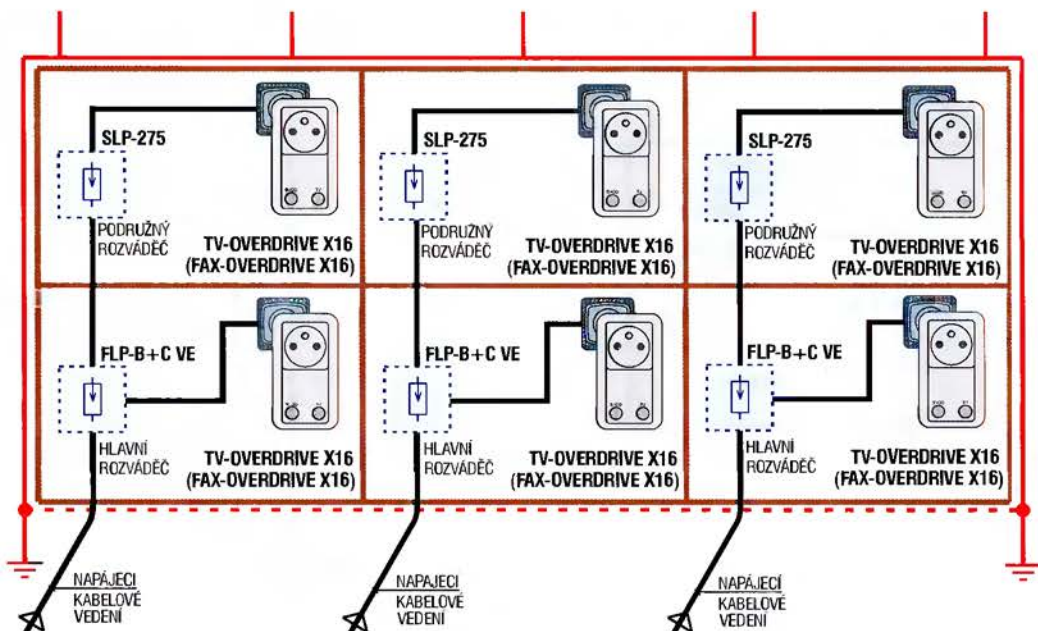 SLP-275
PODRUŽNÝ
ROZVÁDĚČ
TV-OVERDRIVE X16
(FAX-OVERDRIVE X16)
SLP-275
PODRUŽNÝ
ROZVÁDĚČ
TV-OVERDRIVE X16
(FAX-OVERDRIVE X16)
SLP-275
PODRUŽNÝ
ROZVÁDĚČ
TV-OVERDRIVE X16
(FAX-OVERDRIVE X16)
FLP-B+C VE
HLAVNÍ
ROZVÁDĚČ
TV-OVERDRIVE X16
(FAX-OVERDRIVE X16)
FLP-B+C VE
HLAVNÍ
ROZVÁDĚČ
TV-OVERDRIVE X16
(FAX-OVERDRIVE X16)
FLP-B+C VE
HLAVNÍ
ROZVÁDĚČ
TV-OVERDRIVE X16
(FAX-OVERDRIVE X16)
NAPÁJECI
KABELOVÉ
VEDENÍ
NAPAJECI
KABELOVÉ
VEDENÍ
NAPÁJECÍ
KABELOVÉ
VEDENÍ